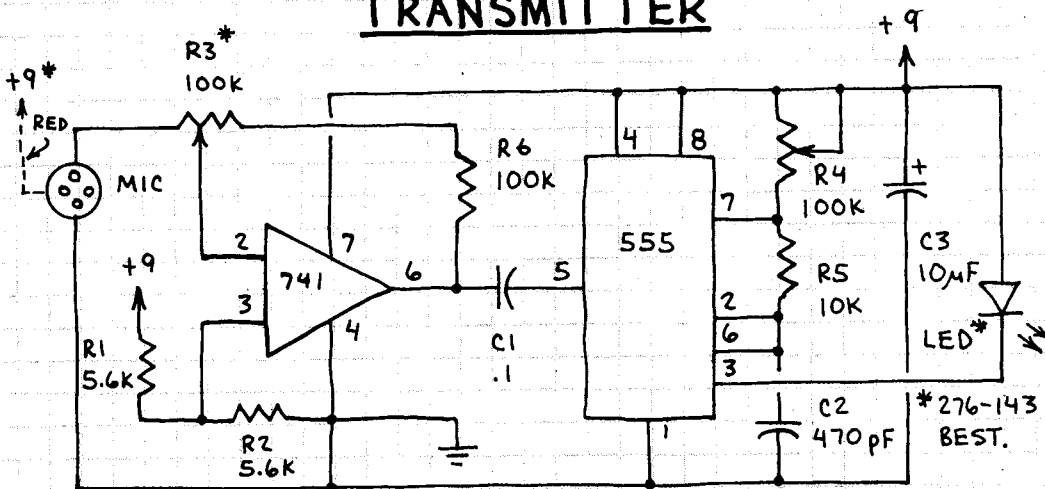 TRANSMITTER
+9
R3*
100K
+9*
RED
MIC
4
8
R6
100K
R4
100K
7
+
2
7
741
6
555
5
+9
3
4
C1
.1
R5
10K
C3
10µF
2
6
3
LED*
R1
5.6K
R2
5.6K
1
C2
470pF
*276-143
BEST.